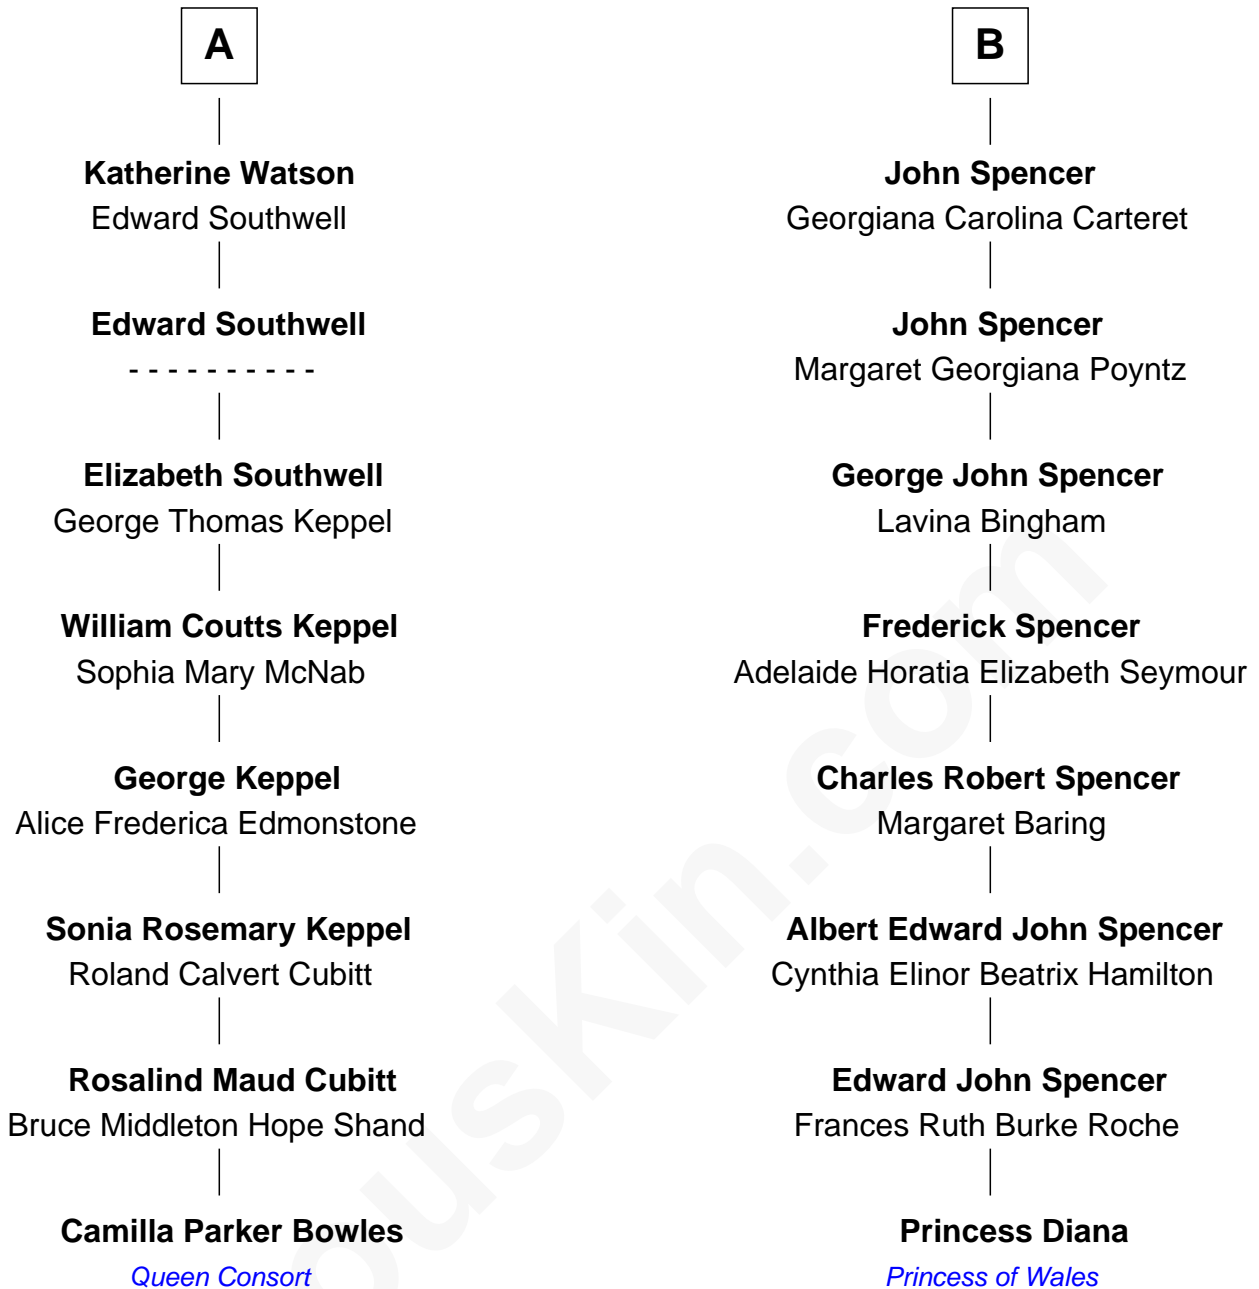 A
Katherine Watson
Edward Southwell
Edward Southwell
- - - - - - - - - -
Elizabeth Southwell
George Thomas Keppel
William Coutts Keppel
Sophia Mary McNab
George Keppel
Alice Frederica Edmonstone
Sonia Rosemary Keppel
Roland Calvert Cubitt
Rosalind Maud Cubitt
Bruce Middleton Hope Shand
Camilla Parker Bowles
Queen Consort
B
John Spencer
Georgiana Carolina Carteret
John Spencer
Margaret Georgiana Poyntz
George John Spencer
Lavina Bingham
Frederick Spencer
Adelaide Horatia Elizabeth Seymour
Charles Robert Spencer
Margaret Baring
Albert Edward John Spencer
Cynthia Elinor Beatrix Hamilton
Edward John Spencer
Frances Ruth Burke Roche
Princess Diana
Princess of Wales
ousKin.com